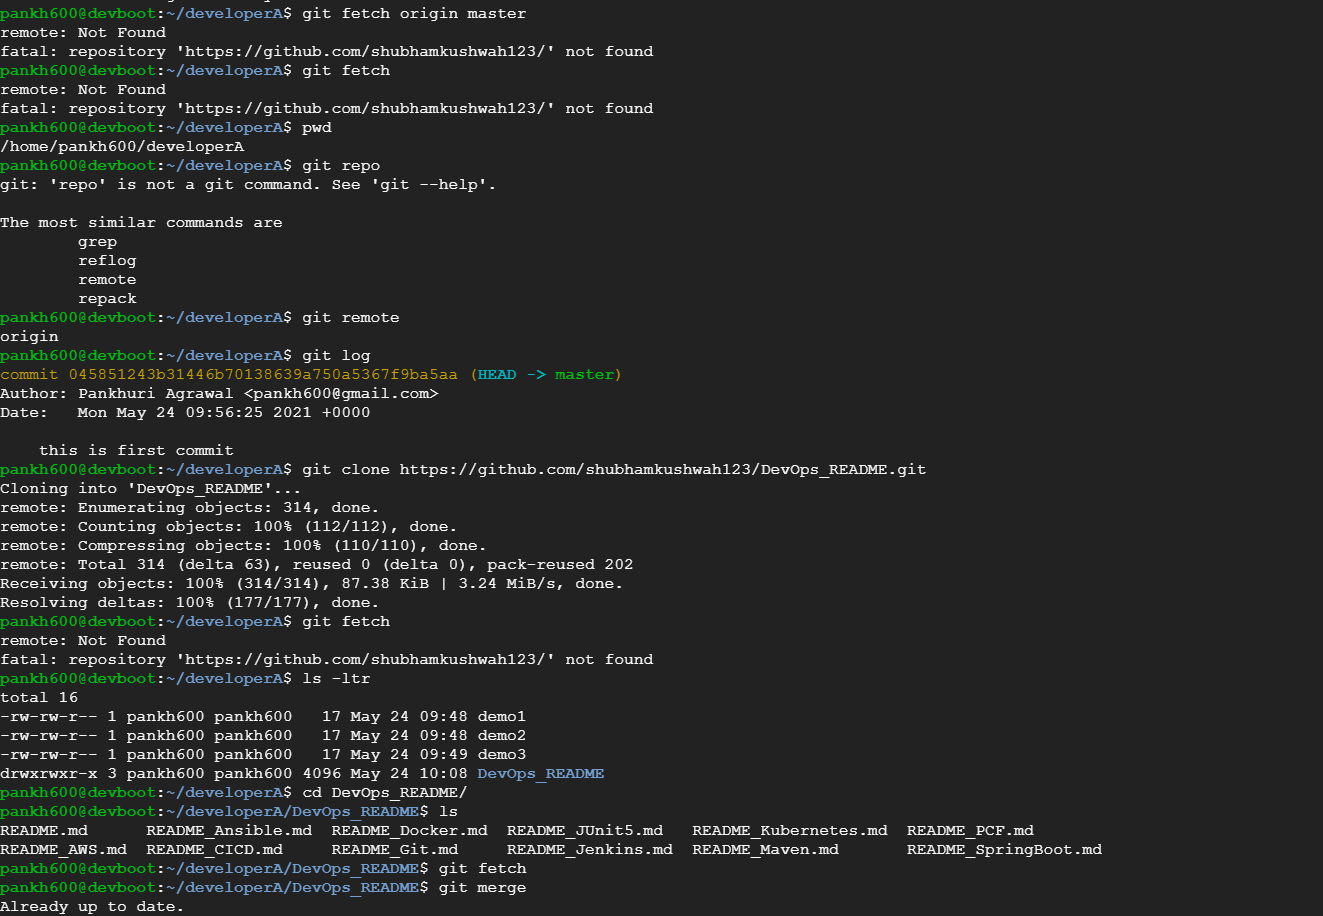 pankh600@devboot:~/developerA$ git fetch origin master
remote: Not Found
fatal: repository 'https://github.com/shubhamkushwah123/' not found
pankh600@devboot:~/developerA$ git fetch
remote: Not Found
fatal: repository 'https://github.com/shubhamkushwah123/' not found
pankh600@devboot:~/developerA$ pwd
/home/pankh600/developerA
pankh600@devboot:~/developerA$ git repo
git: 'repo' is not a git command. See 'git --help'.

The most similar commands are
        grep
        reflog
        remote
        repack
pankh600@devboot:~/developerA$ git remote
origin
pankh600@devboot:~/developerA$ git log
commit 045851243b31446b70138639a750a5367f9ba5aa (HEAD -> master)
Author: Pankhuri Agrawal <pankh600@gmail.com>
Date:   Mon May 24 09:56:25 2021 +0000

    this is first commit
pankh600@devboot:~/developerA$ git clone https://github.com/shubhamkushwah123/DevOps_README.git
Cloning into 'DevOps_README'...
remote: Enumerating objects: 314, done.
remote: Counting objects: 100% (112/112), done.
remote: Compressing objects: 100% (110/110), done.
remote: Total 314 (delta 63), reused 0 (delta 0), pack-reused 202
Receiving objects: 100% (314/314), 87.38 KiB | 3.24 MiB/s, done.
Resolving deltas: 100% (177/177), done.
pankh600@devboot:~/developerA$ git fetch
remote: Not Found
fatal: repository 'https://github.com/shubhamkushwah123/' not found
pankh600@devboot:~/developerA$ ls -ltr
total 16
-rw-rw-r-- 1 pankh600 pankh600   17 May 24 09:48 demo1
-rw-rw-r-- 1 pankh600 pankh600   17 May 24 09:48 demo2
-rw-rw-r-- 1 pankh600 pankh600   17 May 24 09:49 demo3
drwxrwxr-x 3 pankh600 pankh600 4096 May 24 10:08 DevOps_README
pankh600@devboot:~/developerA$ cd DevOps_README/
pankh600@devboot:~/developerA/DevOps_README$ ls
README.md      README_Ansible.md  README_Docker.md  README_JUnit5.md   README_Kubernetes.md  README_PCF.md
README_AWS.md  README_CICD.md     README_Git.md     README_Jenkins.md  README_Maven.md       README_SpringBoot.md
pankh600@devboot:~/developerA/DevOps_README$ git fetch
pankh600@devboot:~/developerA/DevOps_README$ git merge
Already up to date.